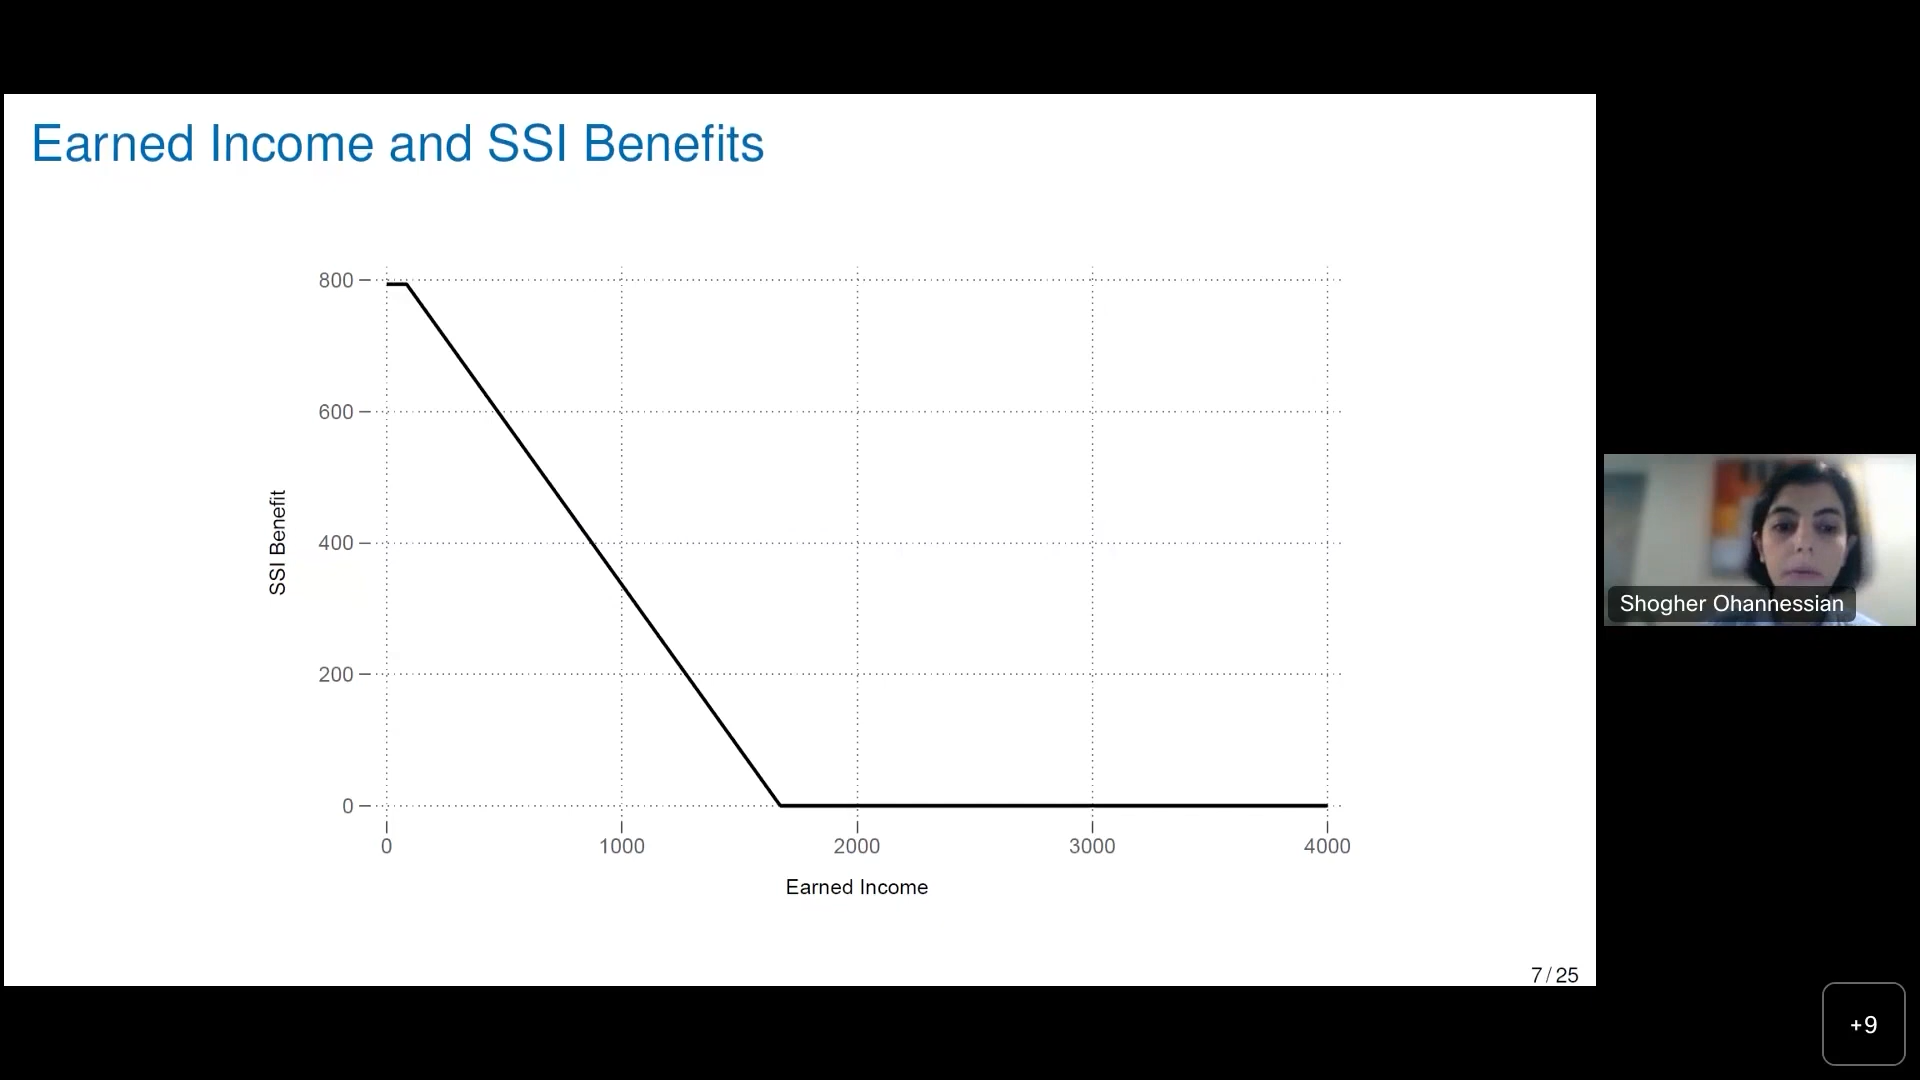 Earned Income and SSI Benefits
800
600
400
200
0
SSI Benefit
0 1000 2000 3000 4000
Earned Income
7 / 25
Shogher Ohannessian
+9